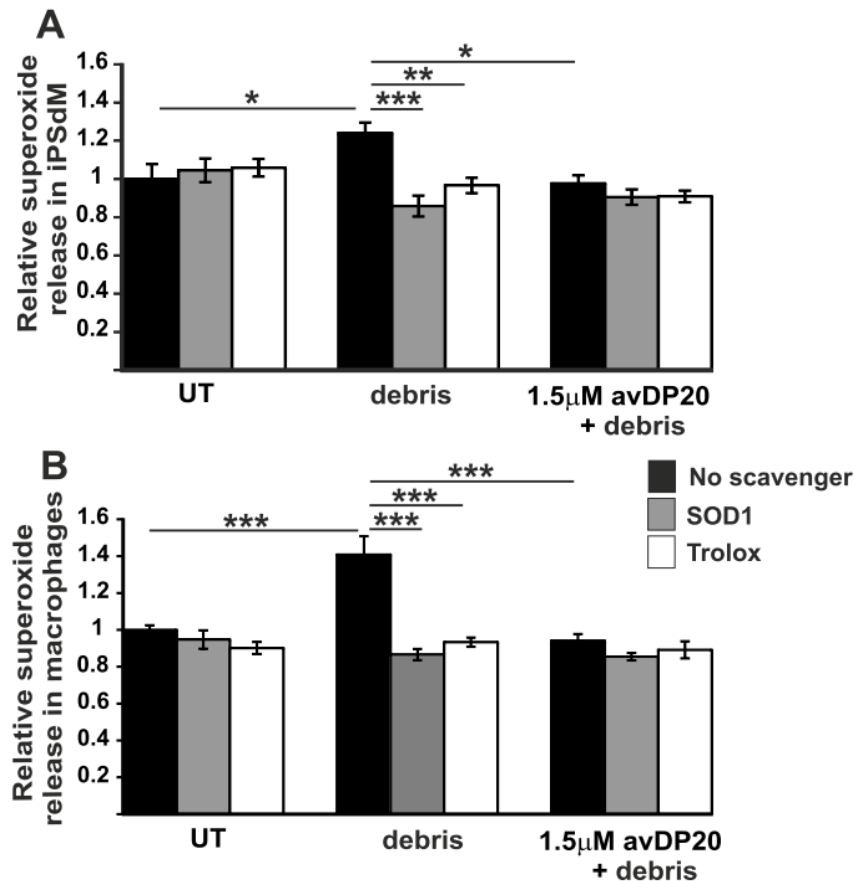 A
Relative superoxide
release in iPSdM
1.6
1.4
1.2
1
0.8
0.6
0.4
0.2
*
*
**
***
UT
debris
1.5μM avDP20
+ debris
B
Relative superoxide
release in macrophages
1.6
1.4
1.2
1
0.8
0.6
0.4
0.2
***
***
***
***
No scavenger
SOD1
Trolox
UT
debris
1.5μM avDP20
+ debris